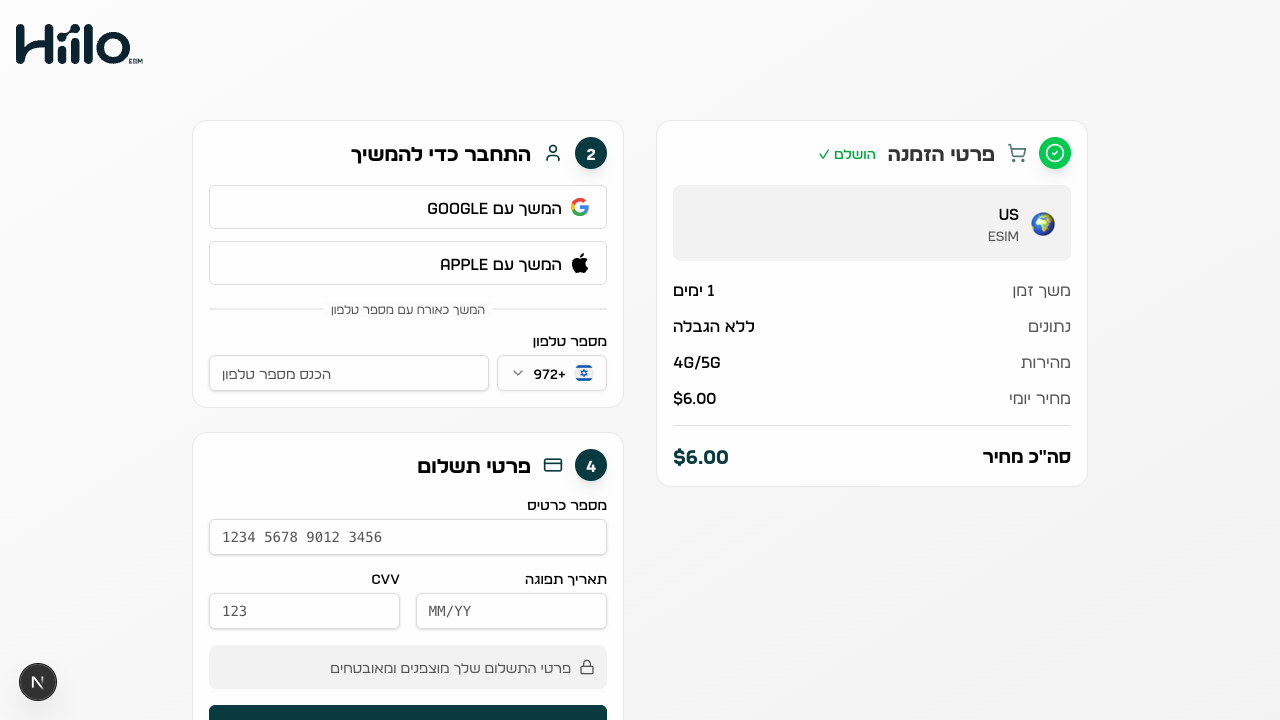 Hiilo
ESIM
פרטי הזמנה
הושלם ✓
US
ESIM
משך זמן 1 ימים
נתונים ללא הגבלה
מהירות 4G/5G
מחיר יומי $6.00
סה"כ מחיר $6.00
2 התחבר כדי להמשיך
המשך עם GOOGLE
המשך עם APPLE
המשך כאורח עם מספר טלפון
מספר טלפון
+972 הכנס מספר טלפון
4 פרטי תשלום
מספר כרטיס
1234 5678 9012 3456
תאריך תפוגה CVV
MM/YY 123
פרטי התשלום שלך מוצפנים ומאובטחים
N